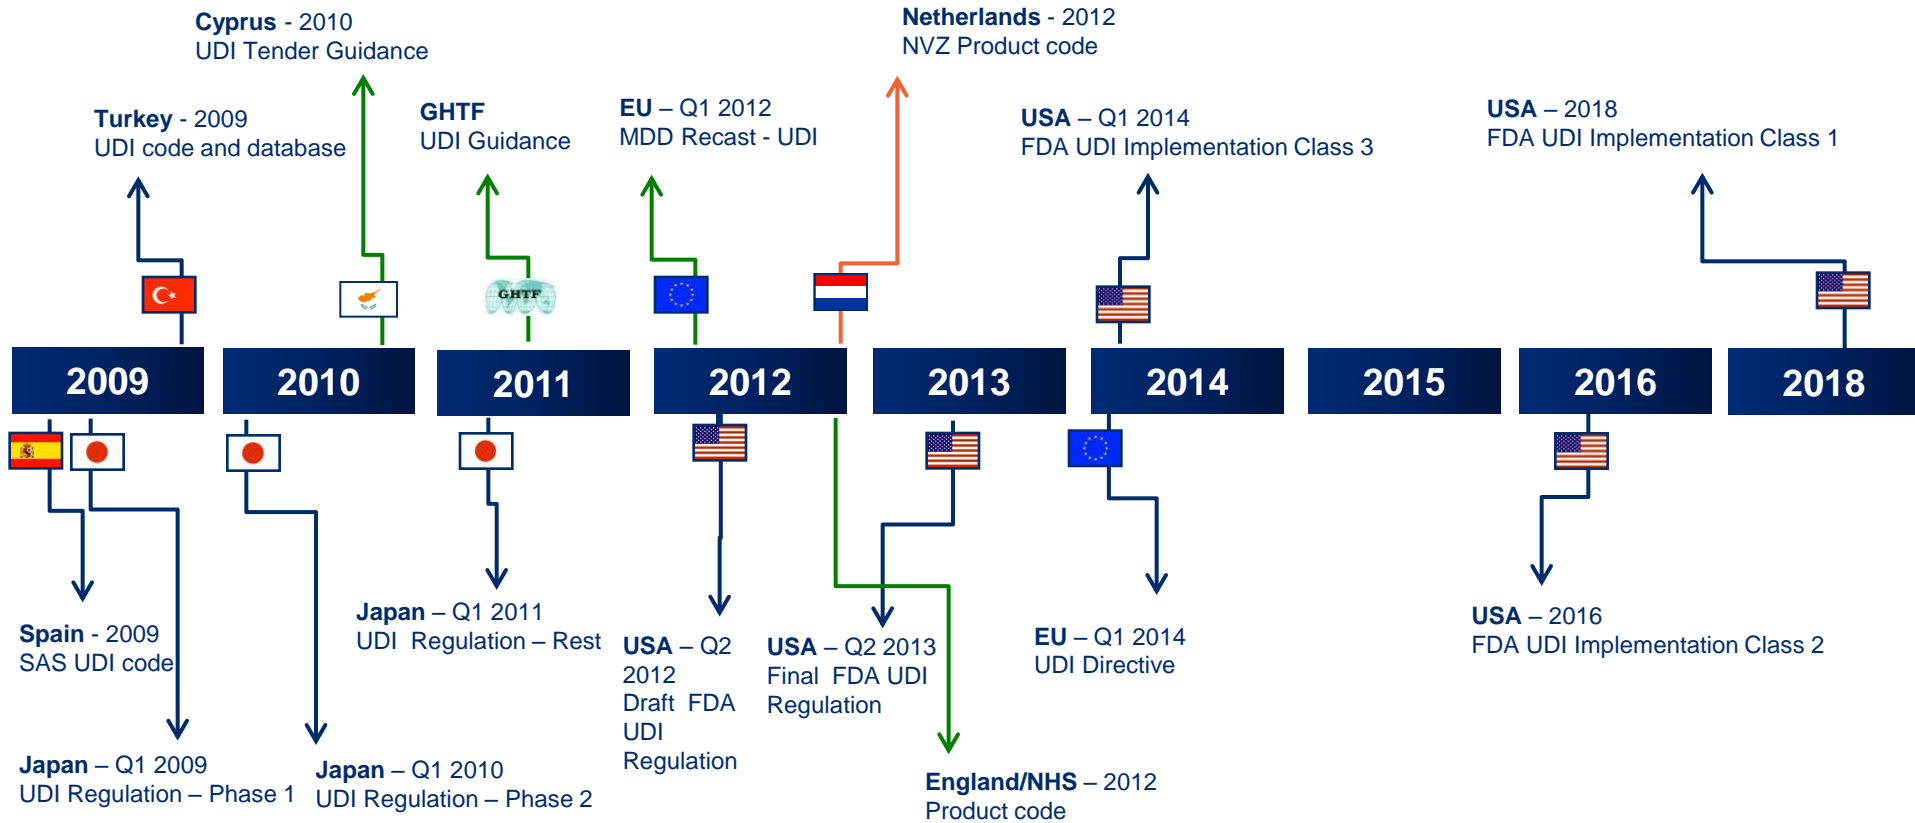 Cyprus - 2010
UDI Tender Guidance
Netherlands - 2012
NVZ Product code
Turkey - 2009
UDI code and database
GHTF
UDI Guidance
EU – Q1 2012
MDD Recast - UDI
USA – Q1 2014
FDA UDI Implementation Class 3
USA – 2018
FDA UDI Implementation Class 1
GHTF
2009
2010
2011
2012
2013
2014
2015
2016
2018
Spain - 2009
SAS UDI code
Japan – Q1 2011
UDI Regulation – Rest
USA – Q2
2012
Draft FDA
UDI
Regulation
USA – Q2 2013
Final FDA UDI
Regulation
EU – Q1 2014
UDI Directive
USA – 2016
FDA UDI Implementation Class 2
Japan – Q1 2009
UDI Regulation – Phase 1
Japan – Q1 2010
UDI Regulation – Phase 2
England/NHS – 2012
Product code